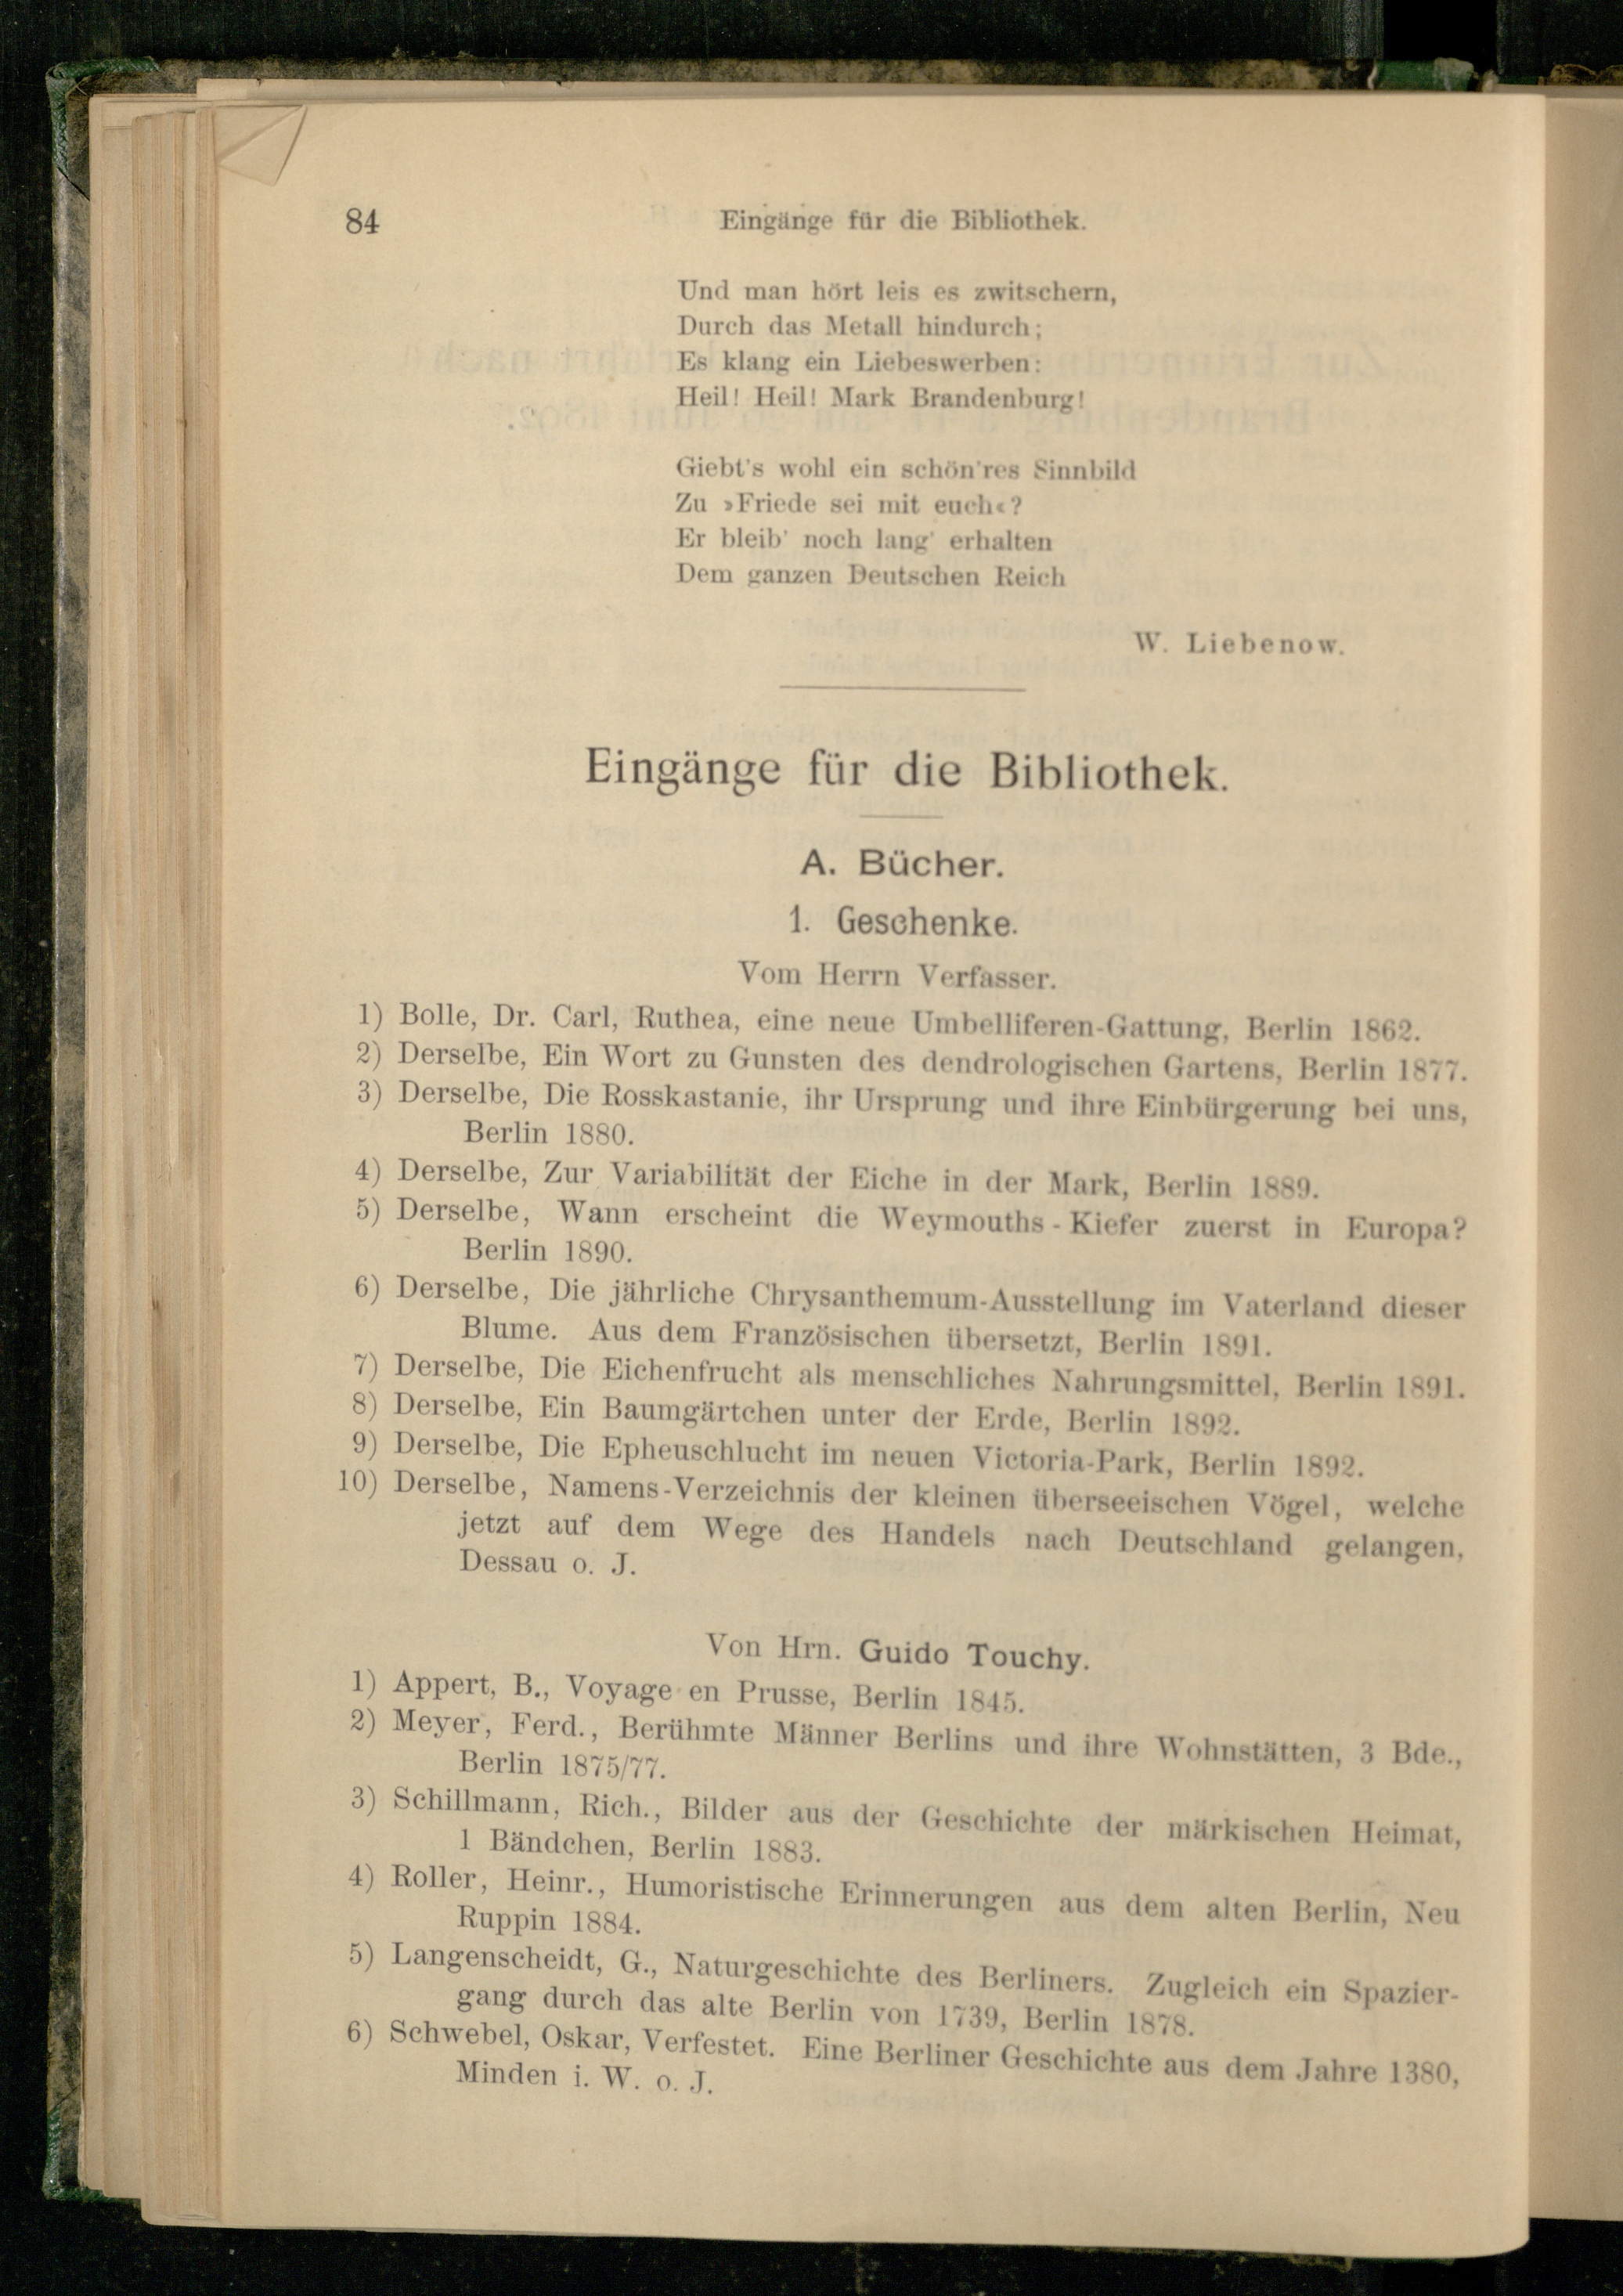 84
Eingänge für die Bibliothek.
Und man hört leis es zwitschern,
Durch das Metall hindurch;
Es klang ein Liebeswerben:
Heil! Heil! Mark Brandenburg!
Giebt's wohl ein schön'res Sinnbild
Zu »Friede sei mit euch«?
Er bleib' noch lang' erhalten
Dem ganzen Deutschen Reich
W. Liebenow.
Eingänge für die Bibliothek.
A. Bücher.
1. Geschenke.
Vom Herrn Verfasser.
1) Bolle, Dr. Carl, Ruthea, eine neue Umbelliferen-Gattung, Berlin 1862.
2) Derselbe, Ein Wort zu Gunsten des dendrologischen Gartens, Berlin 1877.
3) Derselbe, Die Rosskastanie, ihr Ursprung und ihre Einbürgerung bei uns,
Berlin 1880.
4) Derselbe, Zur Variabilität der Eiche in der Mark, Berlin 1889.
5) Derselbe, Wann erscheint die Weymouths-Kiefer zuerst in Europa?
Berlin 1890.
6) Derselbe, Die jährliche Chrysanthemum-Ausstellung im Vaterland dieser
Blume. Aus dem Französischen übersetzt, Berlin 1891.
7) Derselbe, Die Eichenfrucht als menschliches Nahrungsmittel, Berlin 1891.
8) Derselbe, Ein Baumgärtchen unter der Erde, Berlin 1892.
9) Derselbe, Die Epheuschlucht im neuen Victoria-Park, Berlin 1892.
10) Derselbe, Namens-Verzeichnis der kleinen überseeischen Vögel, welche
jetzt auf dem Wege des Handels nach Deutschland gelangen,
Dessau o. J.
Von Hrn. Guido Touchy.
1) Appert, B., Voyage en Prusse, Berlin 1845.
2) Meyer, Ferd., Berühmte Männer Berlins und ihre Wohnstätten, 3 Bde.,
Berlin 1875/77.
3) Schillmann, Rich., Bilder aus der Geschichte der märkischen Heimat,
1 Bändchen, Berlin 1883.
4) Roller, Heinr., Humoristische Erinnerungen aus dem alten Berlin, Neu
Ruppin 1884.
5) Langenscheidt, G., Naturgeschichte des Berliners. Zugleich ein Spazier-
gang durch das alte Berlin von 1739, Berlin 1878.
6) Schwebel, Oskar, Verfestet. Eine Berliner Geschichte aus dem Jahre 1380,
Minden i. W. o. J.